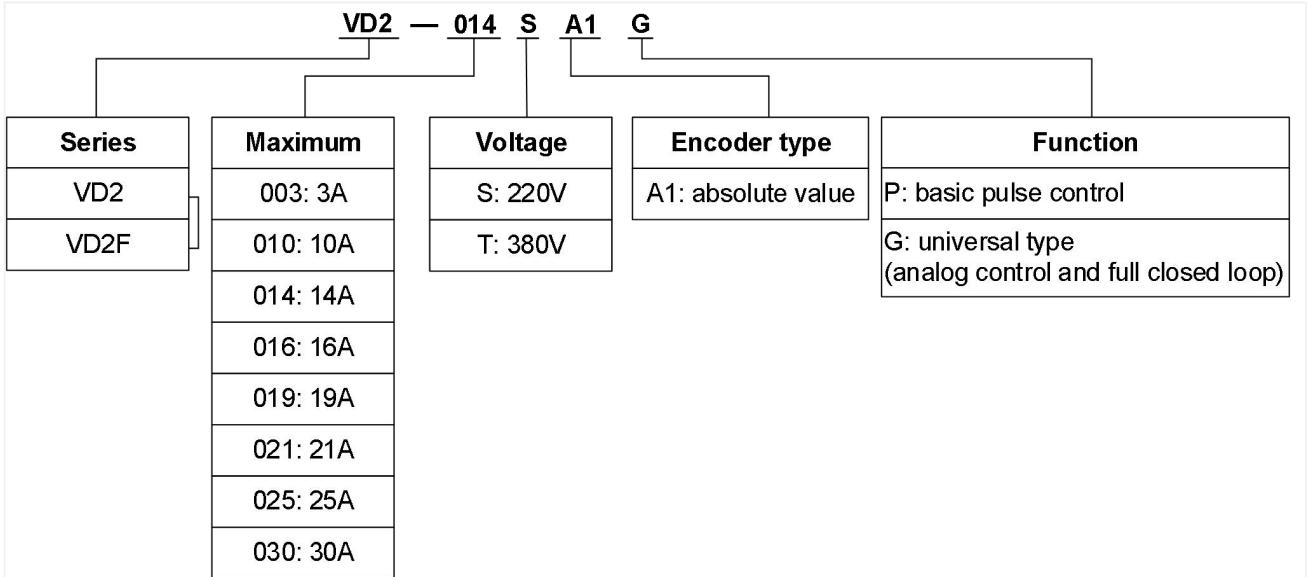 VD2 — 014 S A1 G
Series
VD2
VD2F
Maximum
003: 3A
010: 10A
014: 14A
016: 16A
019: 19A
021: 21A
025: 25A
030: 30A
Voltage
S: 220V
T: 380V
Encoder type
A1: absolute value
Function
P: basic pulse control
G: universal type
(analog control and full closed loop)